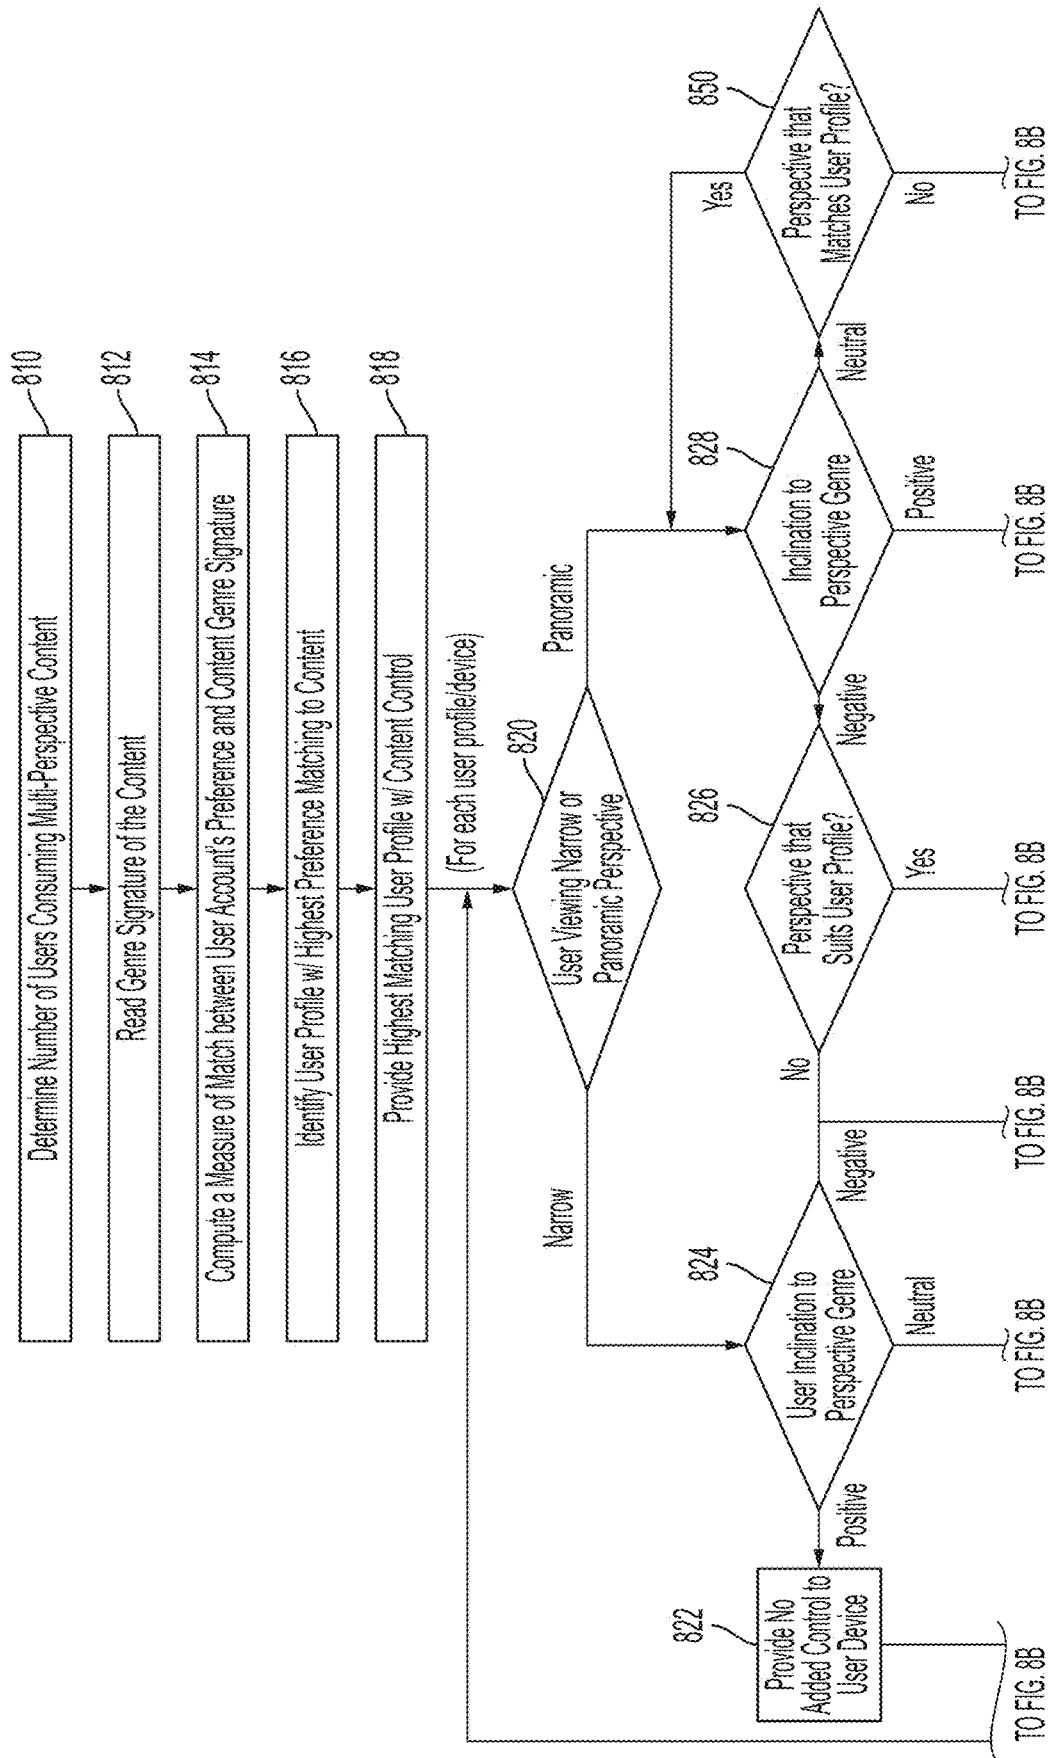 Determine Number of Users Consuming Multi-Perspective Content
810
Read Genre Signature of the Content
812
Compute a Measure of Match between User Account's Preference and Content Genre Signature
814
Identify User Profile w/ Highest Preference Matching to Content
816
Provide Highest Matching User Profile w/ Content Control
818
(For each user profile/device)
820
User Viewing Narrow or
Panoramic Perspective
Narrow
Panoramic
822
Provide No
Added Control to
User Device
Positive
824
User Inclination to
Perspective Genre
Negative
Neutral
No
826
Perspective that
Suits User Profile?
Yes
Negative
828
Inclination to
Perspective Genre
Positive
Neutral
850
Perspective that
Matches User Profile?
Yes
No
TO FIG. 8B
TO FIG. 8B
TO FIG. 8B
TO FIG. 8B
TO FIG. 8B
TO FIG. 8B